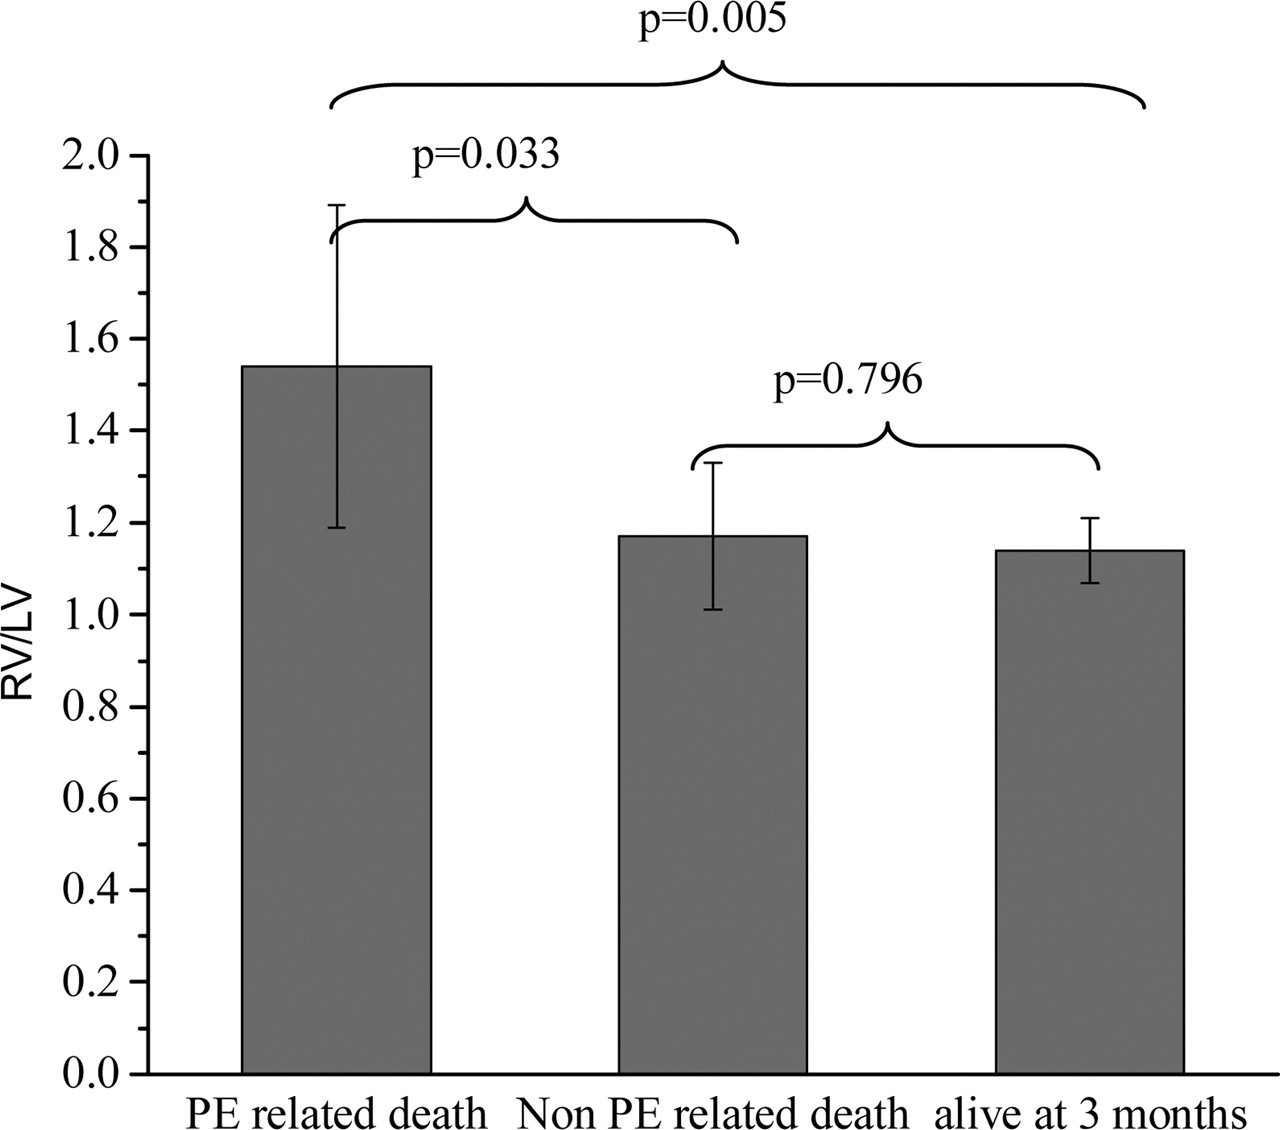 p=0.005
p=0.033
p=0.796
RV/LV
2.0
1.8
1.6
1.4
1.2
1.0
0.8
0.6
0.4
0.2
0.0
PE related death
Non PE related death
alive at 3 months